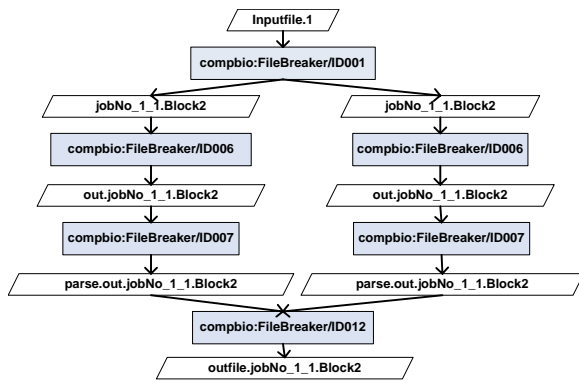 Inputfile.1
compbio:FileBreaker/ID001
jobNo_1_1.Block2
jobNo_1_1.Block2
compbio:FileBreaker/ID006
compbio:FileBreaker/ID006
out.jobNo_1_1.Block2
out.jobNo_1_1.Block2
compbio:FileBreaker/ID007
compbio:FileBreaker/ID007
parse.out.jobNo_1_1.Block2
parse.out.jobNo_1_1.Block2
compbio:FileBreaker/ID012
outfile.jobNo_1_1.Block2